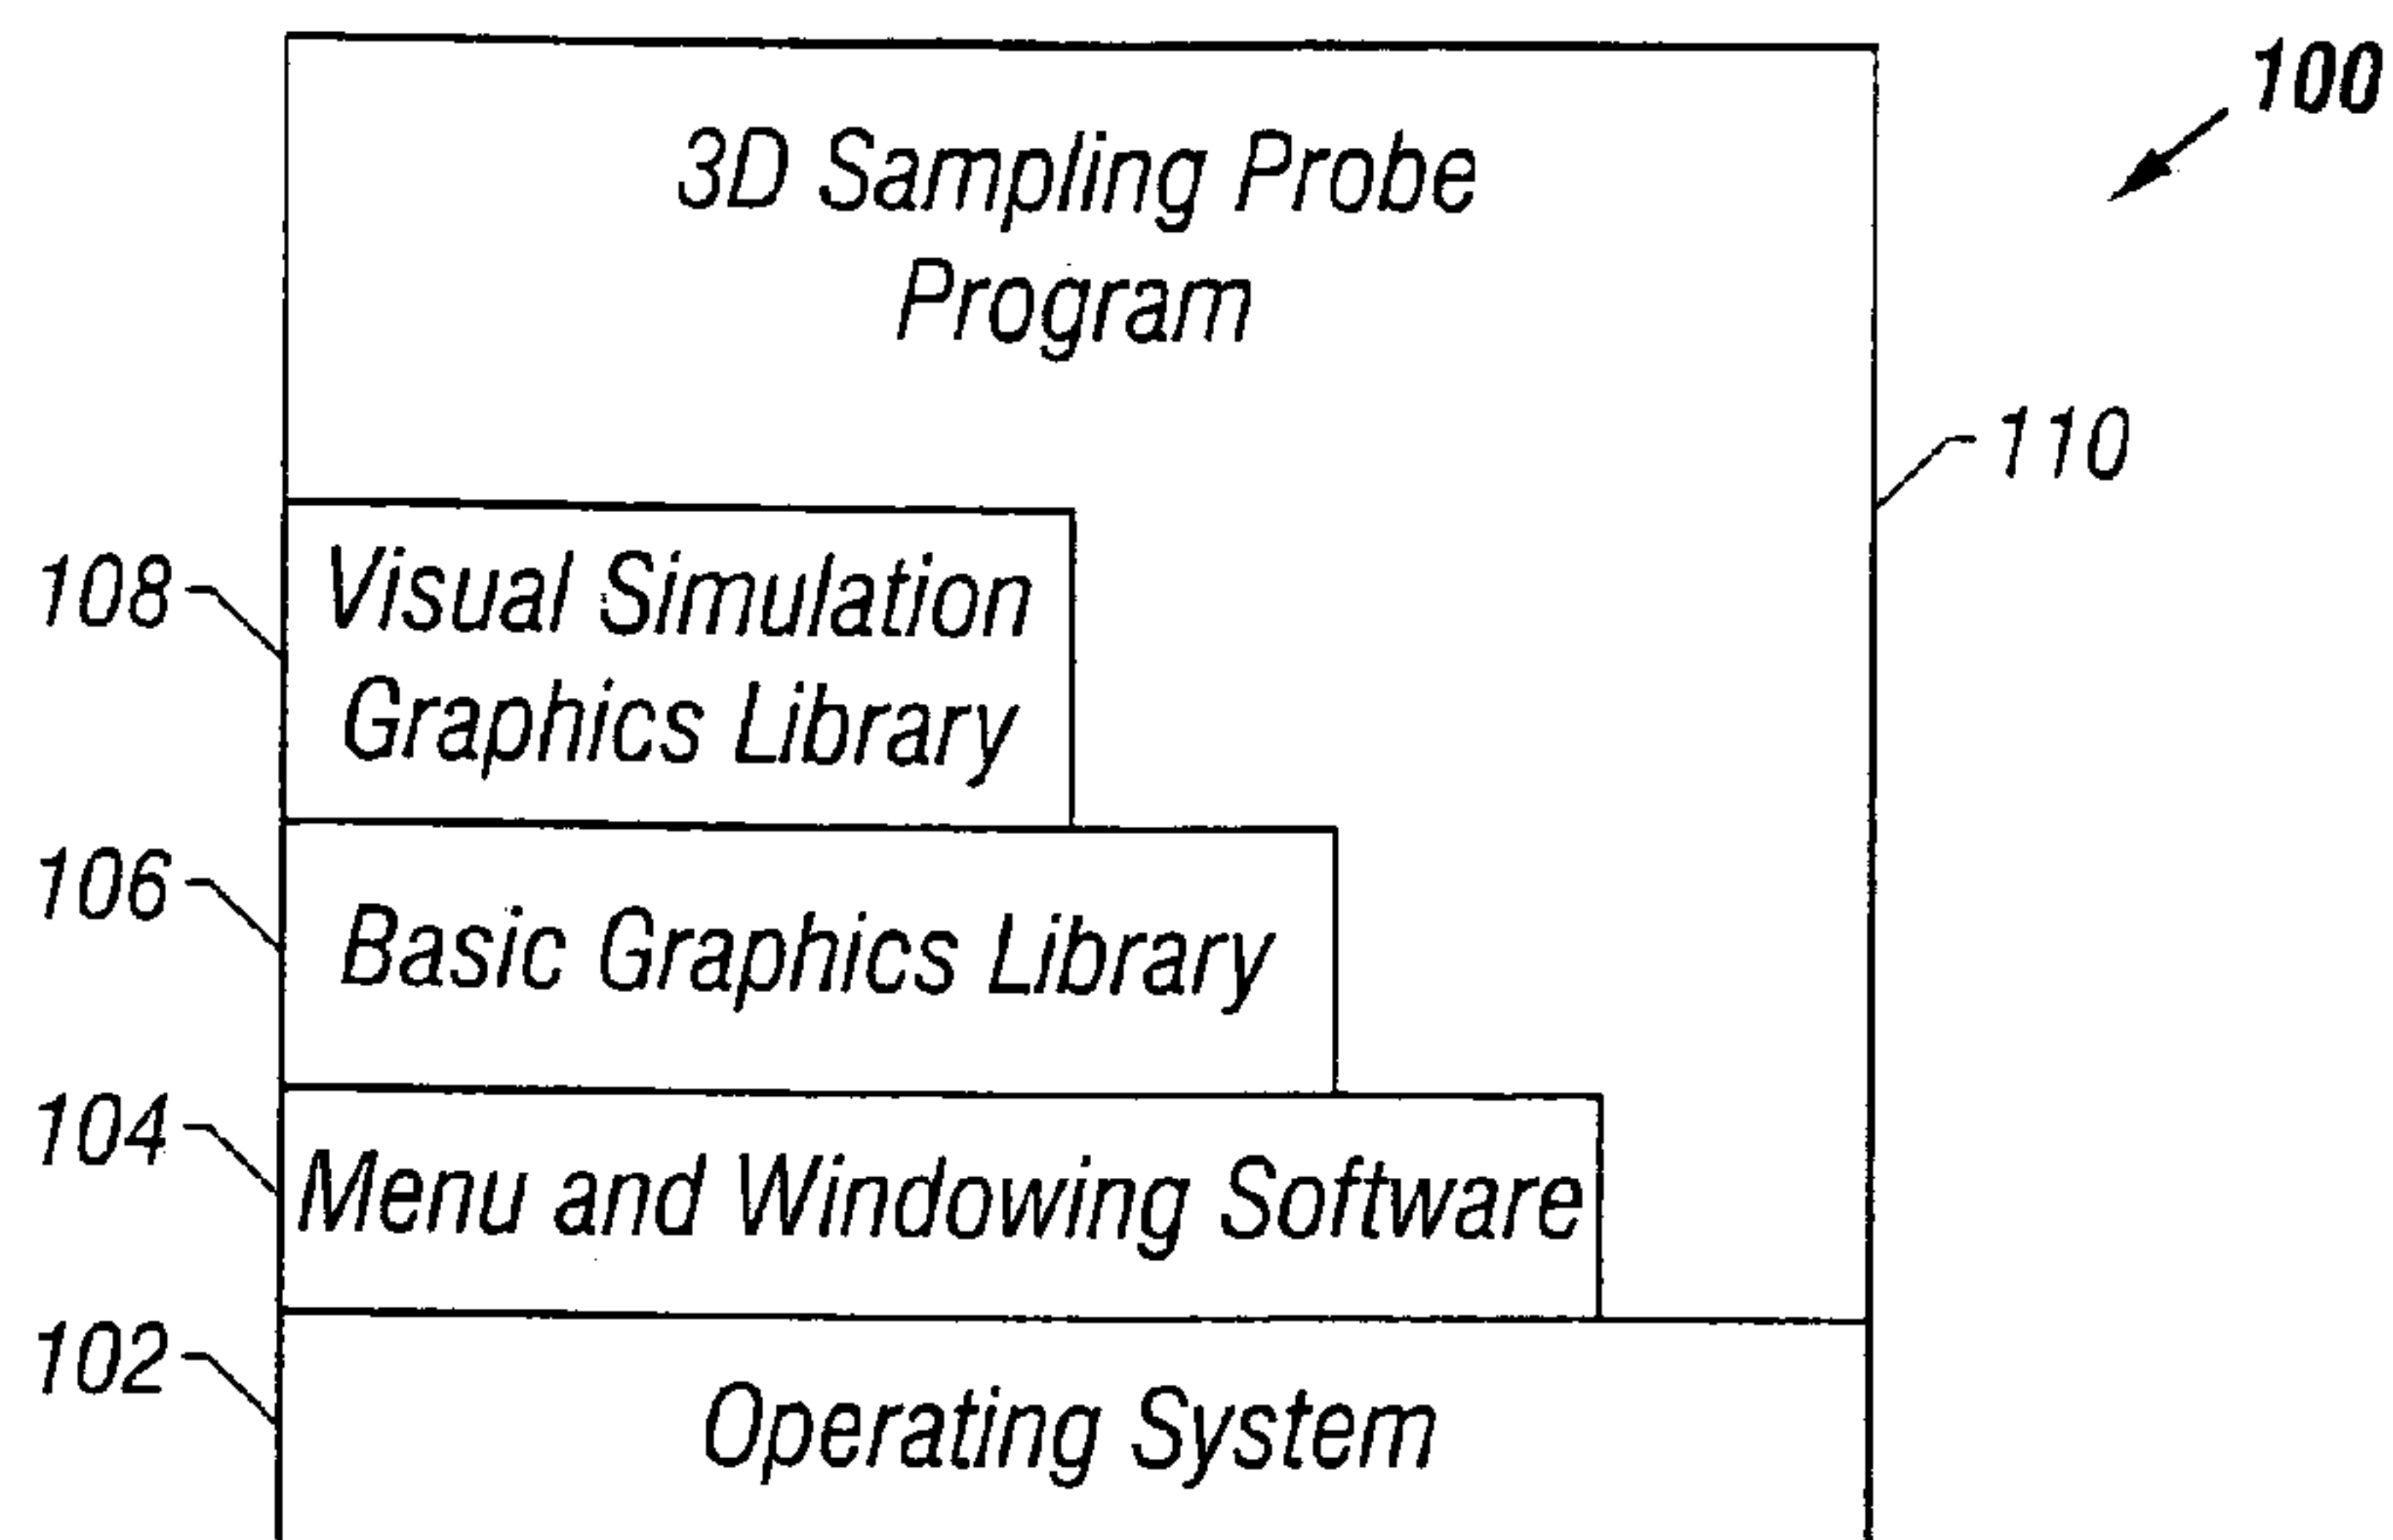 100
3D Sampling Probe
Program
110
108
Visual Simulation
Graphics Library
106
Basic Graphics Library
104
Menu and Windowing Software
102
Operating System